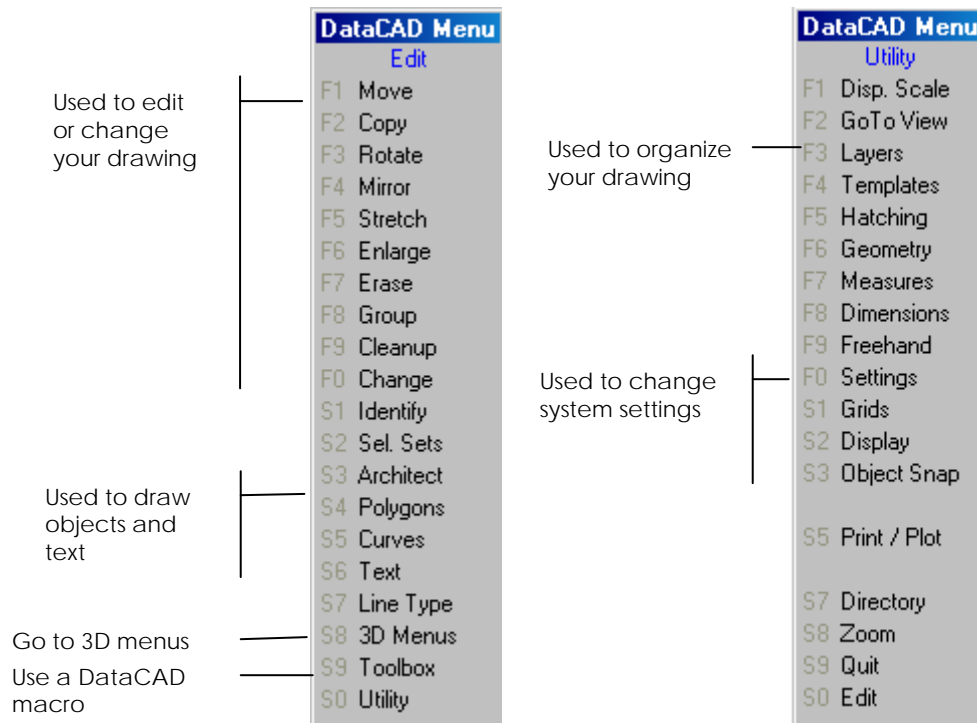 DataCAD Menu
Edit
F1 Move
F2 Copy
F3 Rotate
F4 Mirror
F5 Stretch
F6 Enlarge
F7 Erase
F8 Group
F9 Cleanup
F0 Change
S1 Identify
S2 Sel. Sets
S3 Architect
S4 Polygons
S5 Curves
S6 Text
S7 Line Type
S8 3D Menus
S9 Toolbox
S0 Utility
Used to edit
or change
your drawing
Used to draw
objects and
text
Go to 3D menus
Use a DataCAD
macro
DataCAD Menu
Utility
F1 Disp. Scale
F2 GoTo View
F3 Layers
F4 Templates
F5 Hatching
F6 Geometry
F7 Measures
F8 Dimensions
F9 Freehand
F0 Settings
S1 Grids
S2 Display
S3 Object Snap
S5 Print / Plot
S7 Directory
S8 Zoom
S9 Quit
S0 Edit
Used to organize
your drawing
Used to change
system settings